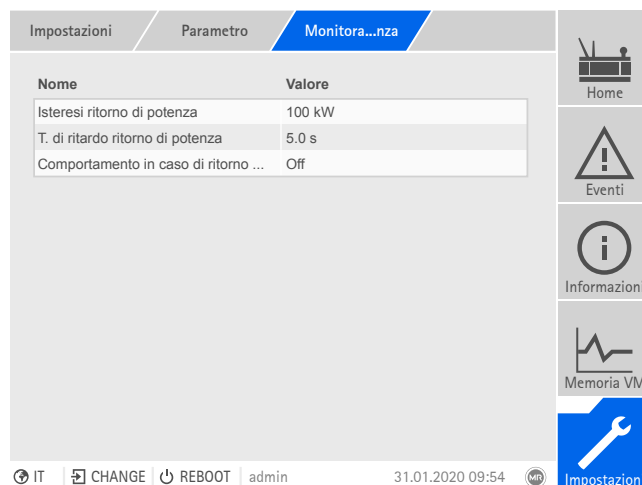 Impostazioni Parametro Monitora...nza
Nome Valore
Isteresi ritorno di potenza 100 kW
T. di ritardo ritorno di potenza 5.0 s
Comportamento in caso di ritorno ... Off
Home
Eventi
Informazion
Memoria VM
Impostazion
IT CHANGE REBOOT admin 31.01.2020 09:54 MR